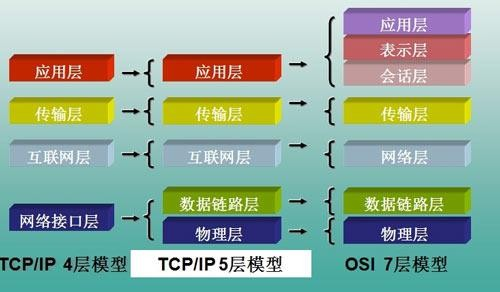 应用层
表示层
会话层
应用层
应用层
传输层
传输层
传输层
互联网层
互联网层
网络层
网络接口层
数据链路层
数据链路层
物理层
物理层
TCP/IP 4层模型
TCP/IP 5层模型
OSI 7层模型